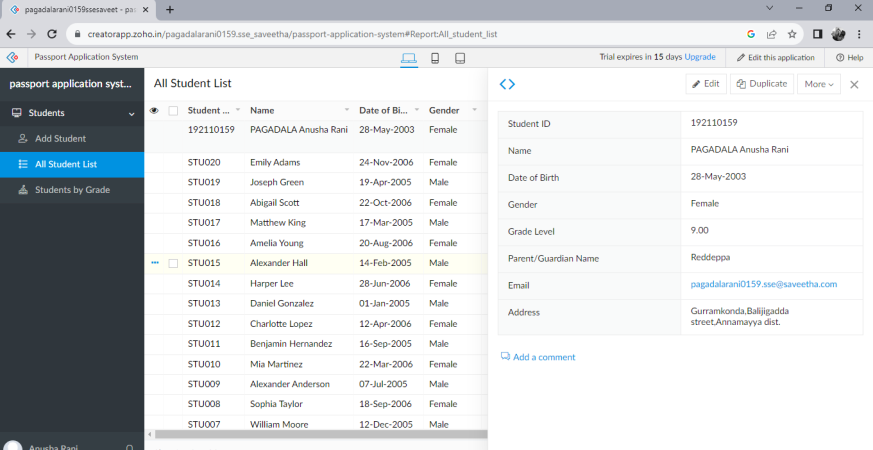 pagadalarani0159ssesaveet - pas
creatorapp.zoho.in/pagadalarani0159.sse_saveetha/passport-application-system#Report:All_student_list
Passport Application System
Trial expires in 15 days Upgrade
Edit this application
Help
passport application syst...
Students
Add Student
All Student List
Students by Grade
Anusha Rani
All Student List
Student ... Name Date of Bi... Gender
192110159 PAGADALA Anusha Rani 28-May-2003 Female
STU020 Emily Adams 24-Nov-2006 Female
STU019 Joseph Green 19-Apr-2005 Male
STU018 Abigail Scott 22-Oct-2006 Female
STU017 Matthew King 17-Mar-2005 Male
STU016 Amelia Young 20-Aug-2006 Female
STU015 Alexander Hall 14-Feb-2005 Male
STU014 Harper Lee 28-Jun-2006 Female
STU013 Daniel Gonzalez 01-Jan-2005 Male
STU012 Charlotte Lopez 12-Apr-2006 Female
STU011 Benjamin Hernandez 16-Sep-2005 Male
STU010 Mia Martinez 22-Mar-2006 Female
STU009 Alexander Anderson 07-Jul-2005 Male
STU008 Sophia Taylor 18-Sep-2006 Female
STU007 William Moore 12-Dec-2005 Male
Edit Duplicate More
Student ID 192110159
Name PAGADALA Anusha Rani
Date of Birth 28-May-2003
Gender Female
Grade Level 9.00
Parent/Guardian Name Reddeppa
Email pagadalarani0159.sse@saveetha.com
Address Gurramkonda,Balijigadda
street,Annamayya dist.
Add a comment